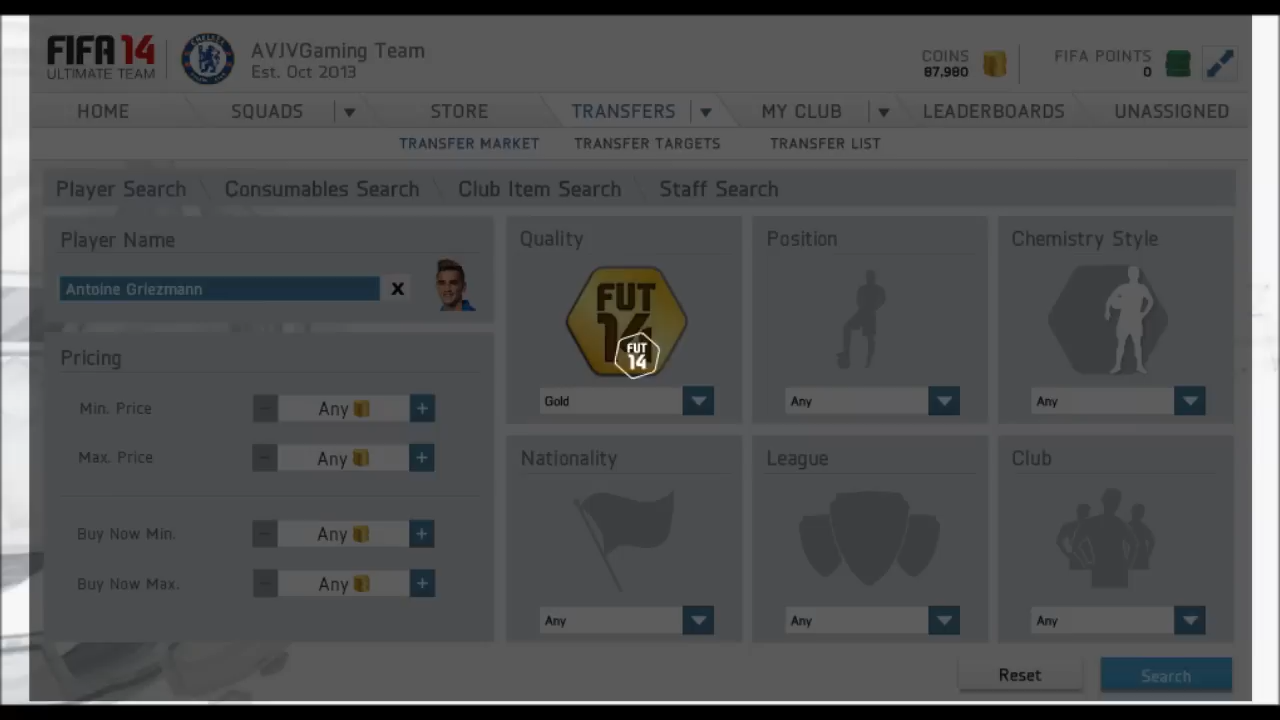 FIFA 14
ULTIMATE TEAM
AVJVGaming Team
Est. Oct 2013
COINS
87.980
FIFA POINTS
0
HOME
SQUADS
STORE
TRANSFERS
MY CLUB
LEADERBOARDS
UNASSIGNED
TRANSFER MARKET
TRANSFER TARGETS
TRANSFER LIST
Player Search
Consumables Search
Club Item Search
Staff Search
Player Name
Antoine Griezmann
X
Pricing
Min. Price
- Any +
Max. Price
- Any +
Buy Now Min.
- Any +
Buy Now Max.
- Any +
Quality
FUT
14
FUT
14
Gold
Position
Any
Chemistry Style
Any
Nationality
Any
League
Any
Club
Any
Reset
Search